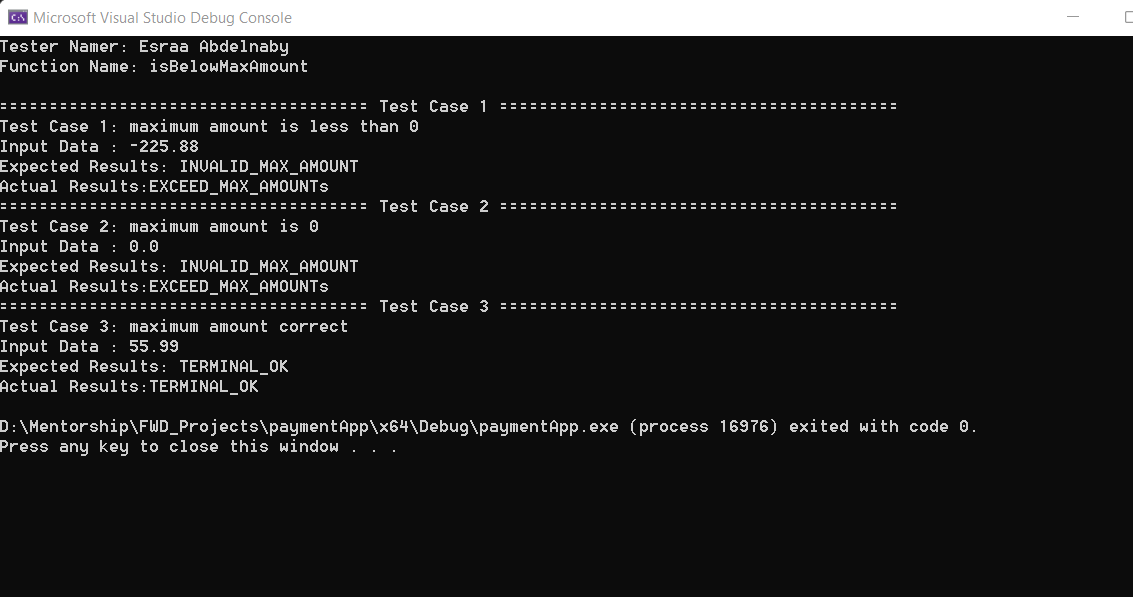 Microsoft Visual Studio Debug Console
Tester Namer: Esraa Abdelnaby
Function Name: isBelowMaxAmount
===================================== Test Case 1 ========================================
Test Case 1: maximum amount is less than 0
Input Data : -225.88
Expected Results: INVALID_MAX_AMOUNT
Actual Results:EXCEED_MAX_AMOUNTs
===================================== Test Case 2 ========================================
Test Case 2: maximum amount is 0
Input Data : 0.0
Expected Results: INVALID_MAX_AMOUNT
Actual Results:EXCEED_MAX_AMOUNTs
===================================== Test Case 3 ========================================
Test Case 3: maximum amount correct
Input Data : 55.99
Expected Results: TERMINAL_OK
Actual Results:TERMINAL_OK
D:\Mentorship\FWD_Projects\paymentApp\x64\Debug\paymentApp.exe (process 16976) exited with code 0.
Press any key to close this window . . .